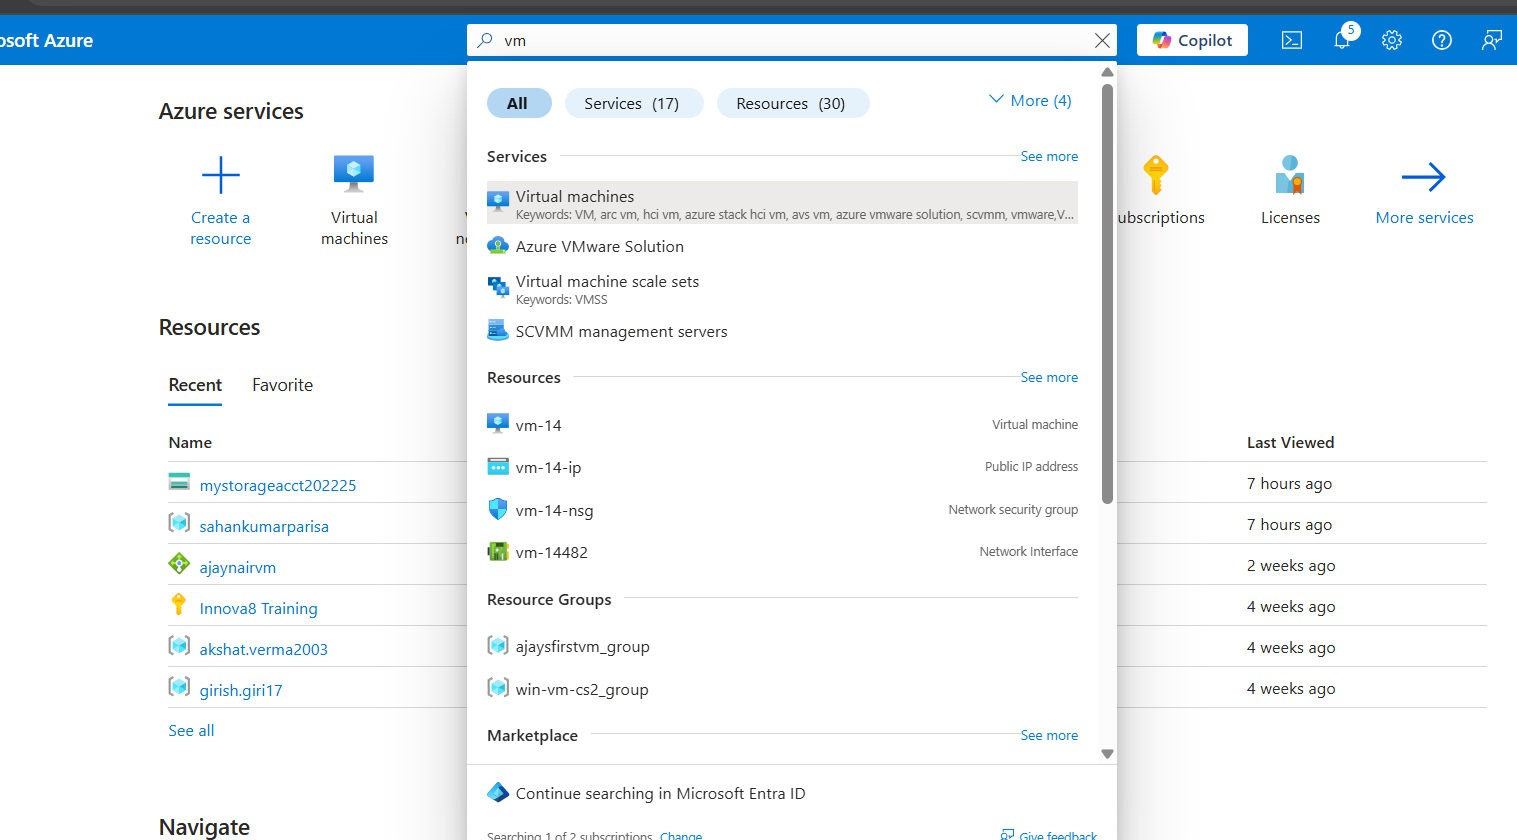 osoft Azure
vm
Copilot
5
All
Services (17)
Resources (30)
More (4)
Azure services
Create a
resource
Virtual
machines
ubscriptions
Licenses
More services
Services
See more
Virtual machines
Keywords: VM, arc vm, hci vm, azure stack hci vm, avs vm, azure vmware solution, scvmm, vmware,V...
Azure VMware Solution
Virtual machine scale sets
Keywords: VMSS
SCVMM management servers
Resources
See more
vm-14
Virtual machine
vm-14-ip
Public IP address
vm-14-nsg
Network security group
vm-14482
Network Interface
Resource Groups
ajaysfirstvm_group
win-vm-cs2_group
Marketplace
See more
Continue searching in Microsoft Entra ID
Searching 1 of 2 subscriptions. Change
Give feedback
Resources
Recent
Favorite
Name
Last Viewed
mystorageacct202225
7 hours ago
sahankumarparisa
7 hours ago
ajaynairvm
2 weeks ago
Innova8 Training
4 weeks ago
akshat.verma2003
4 weeks ago
girish.giri17
4 weeks ago
See all
Navigate